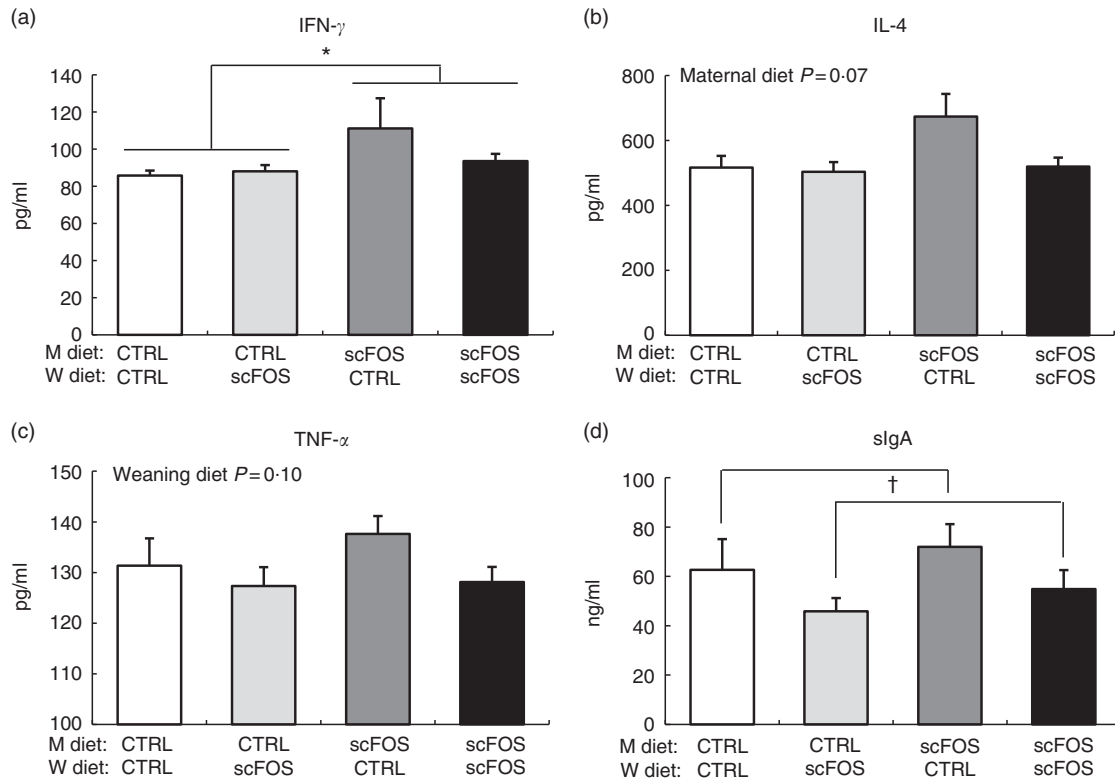 (a)
IFN-γ
*
140
120
100
80
60
40
20
0
pg/ml
M diet: CTRL CTRL scFOS scFOS
W diet: CTRL scFOS CTRL scFOS
(b)
IL-4
Maternal diet P = 0·07
800
600
400
200
0
pg/ml
M diet: CTRL CTRL scFOS scFOS
W diet: CTRL scFOS CTRL scFOS
(c)
TNF-α
Weaning diet P = 0·10
150
140
130
120
110
100
pg/ml
M diet: CTRL CTRL scFOS scFOS
W diet: CTRL scFOS CTRL scFOS
(d)
sIgA
†
100
80
60
40
20
0
ng/ml
M diet: CTRL CTRL scFOS scFOS
W diet: CTRL scFOS CTRL scFOS